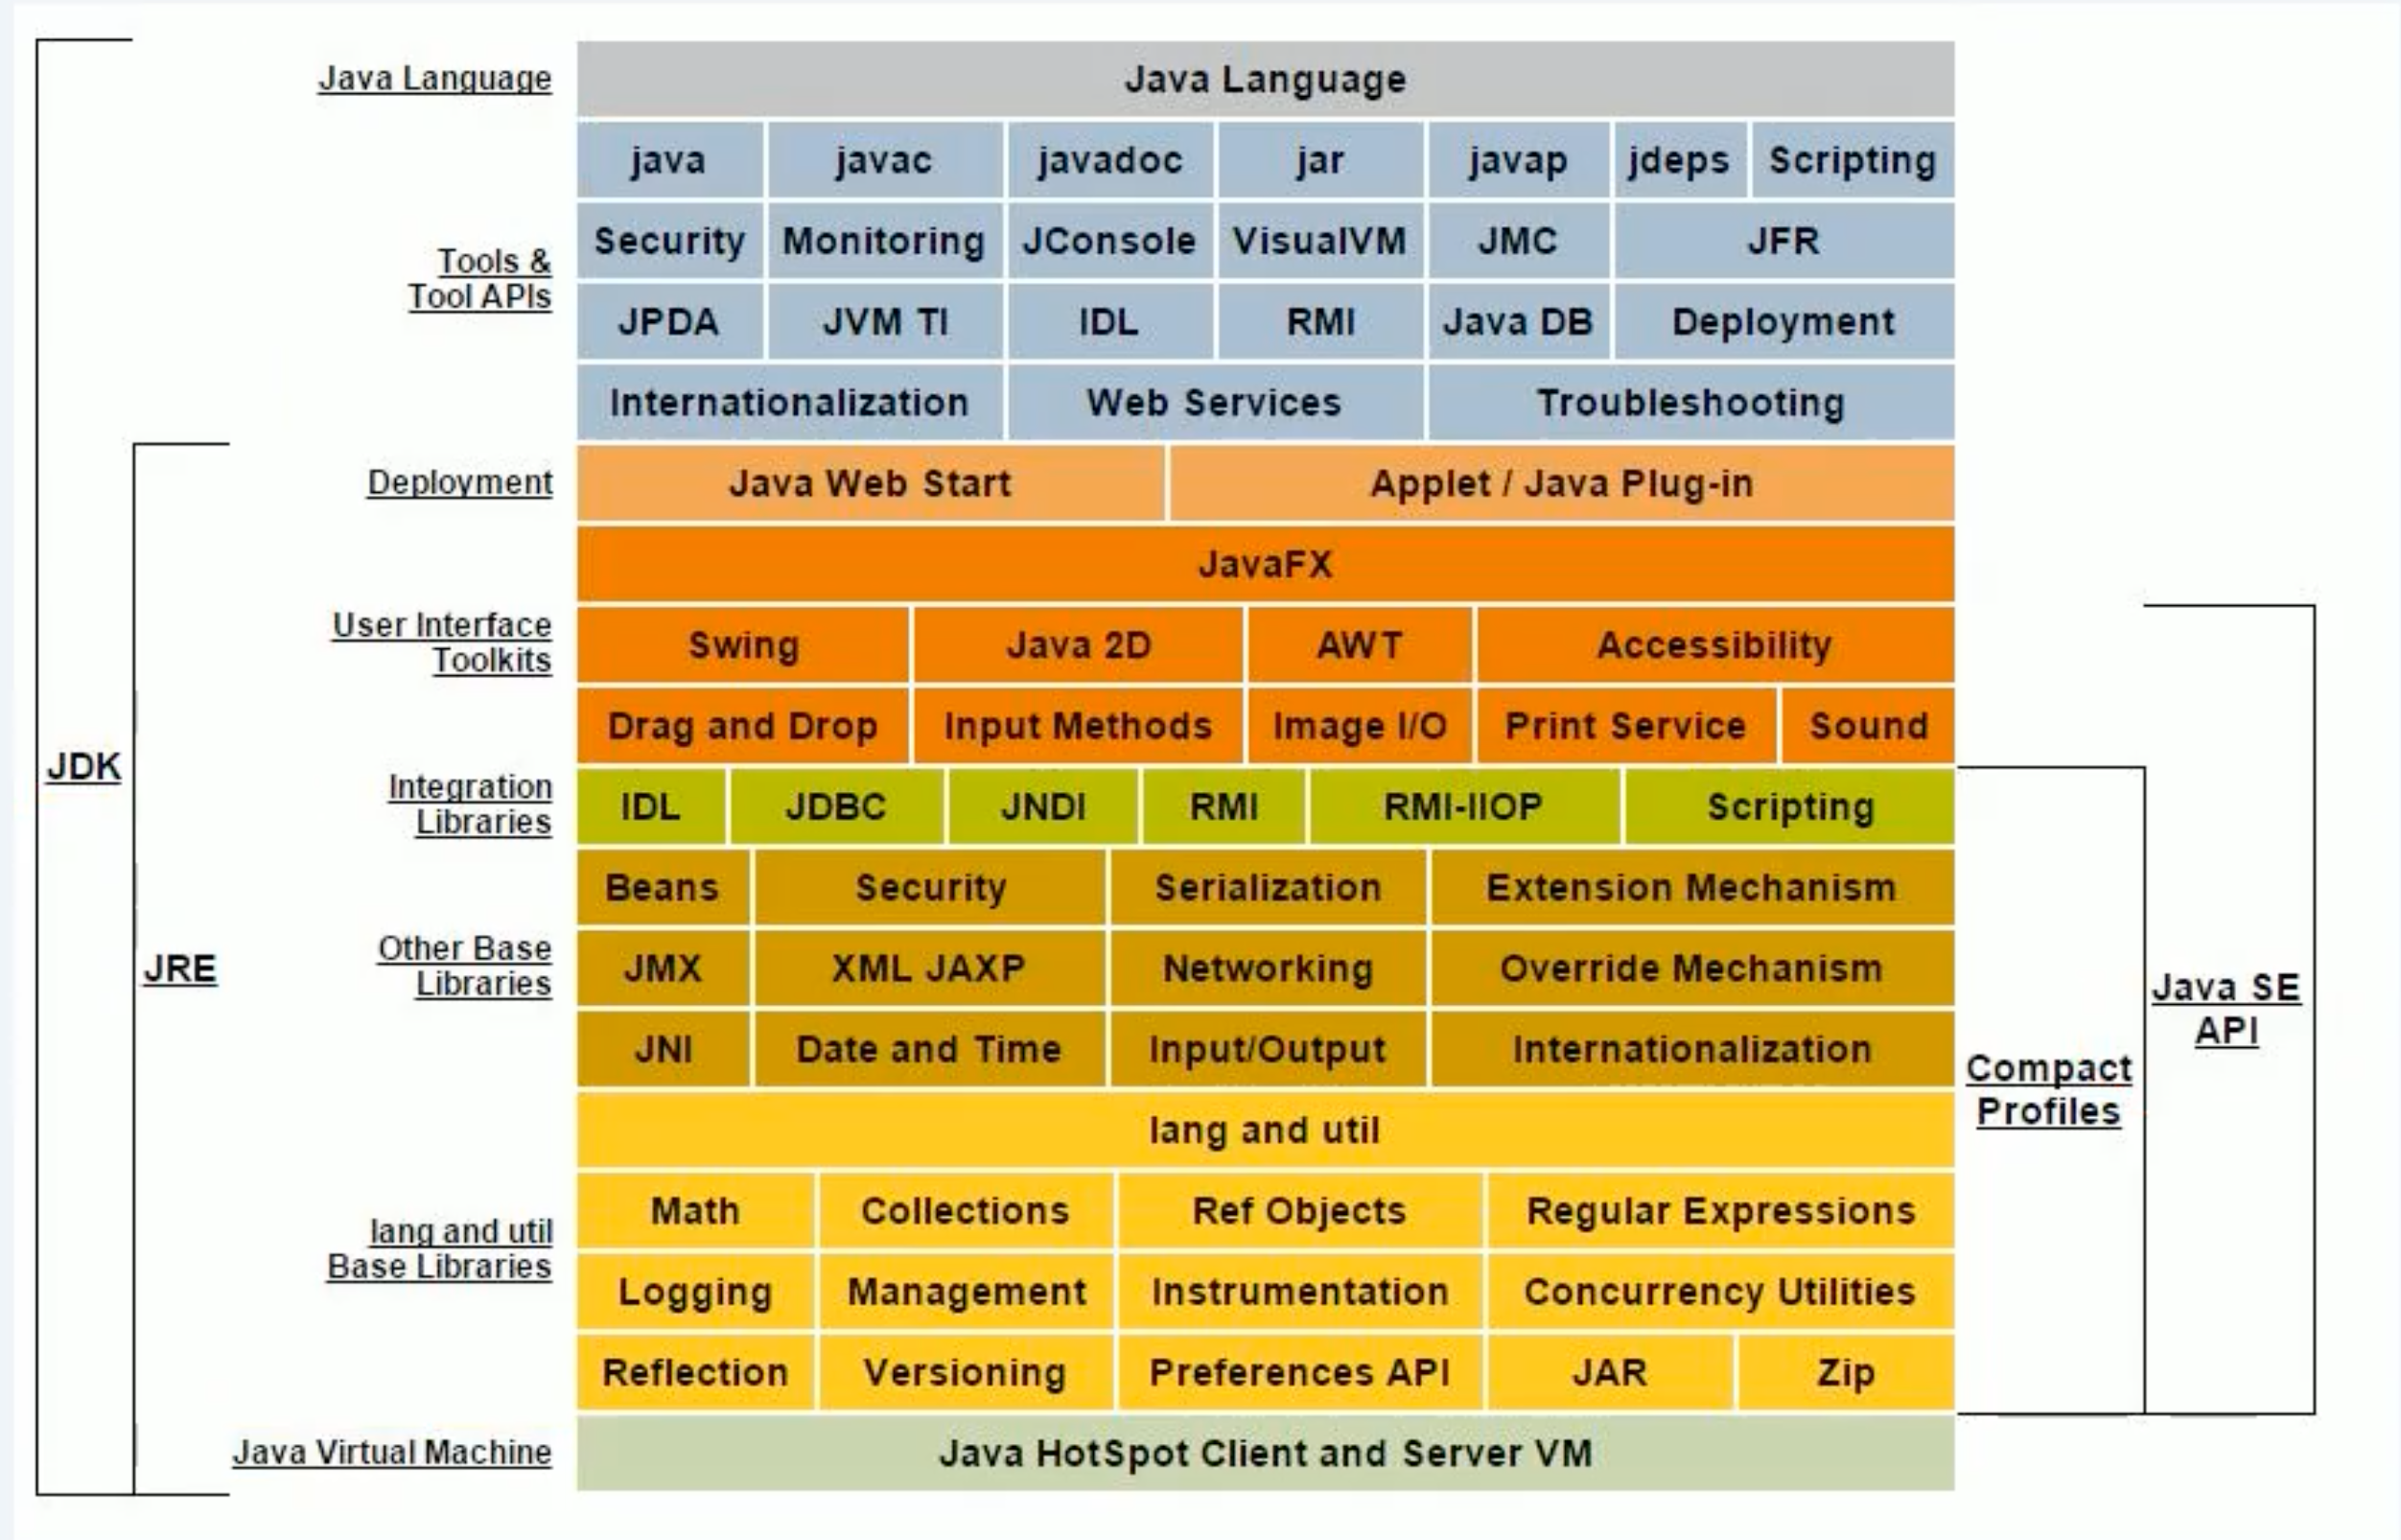 Java Language
Java Language
java javac javadoc jar javap jdeps Scripting
Tools &
Tool APIs
Security Monitoring JConsole VisualVM JMC JFR
JPDA JVM TI IDL RMI Java DB Deployment
Internationalization Web Services Troubleshooting
Deployment
Java Web Start Applet / Java Plug-in
JavaFX
User Interface
Toolkits
Swing Java 2D AWT Accessibility
Drag and Drop Input Methods Image I/O Print Service Sound
JDK
Integration
Libraries
IDL JDBC JNDI RMI RMI-IIOP Scripting
Beans Security Serialization Extension Mechanism
JRE
Other Base
Libraries
JMX XML JAXP Networking Override Mechanism
JNI Date and Time Input/Output Internationalization
Java SE
API
Compact
Profiles
lang and util
lang and util
Base Libraries
Math Collections Ref Objects Regular Expressions
Logging Management Instrumentation Concurrency Utilities
Reflection Versioning Preferences API JAR Zip
Java Virtual Machine
Java HotSpot Client and Server VM